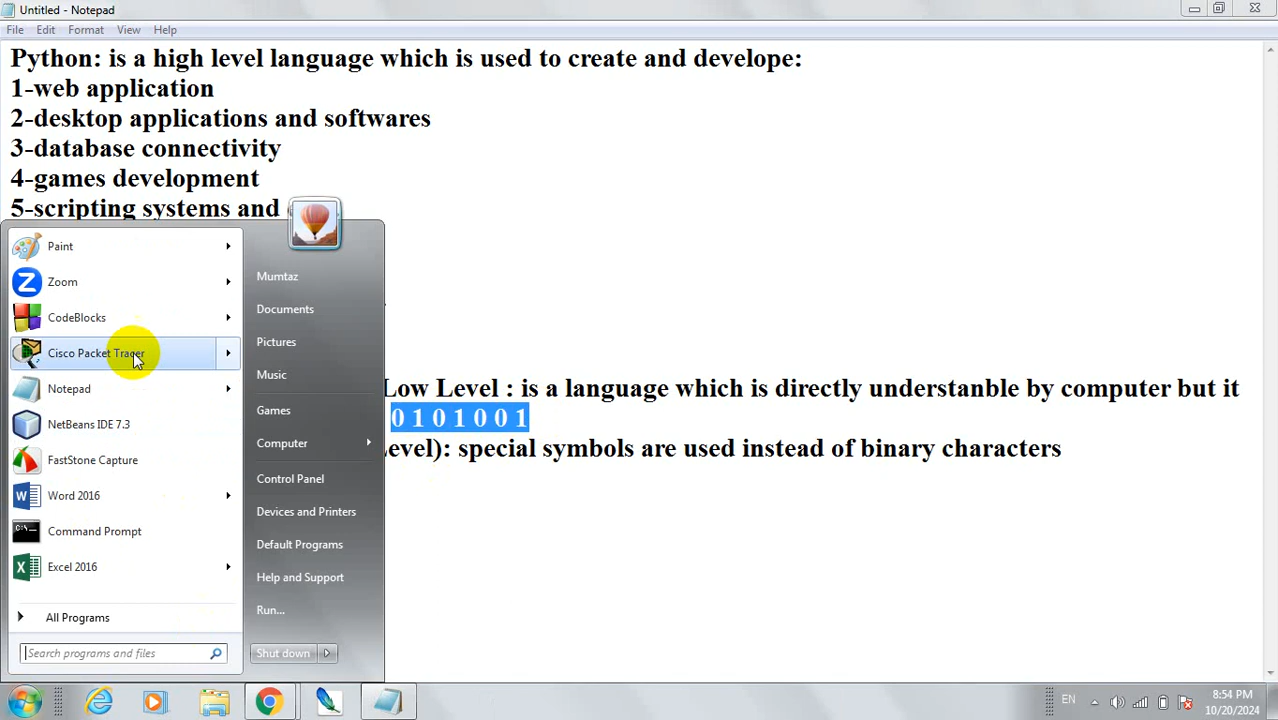 Untitled - Notepad
File Edit Format View Help
Python: is a high level language which is used to create and develop:
1-web application
2-desktop applications and softwares
3-database connectivity
4-games development
5-scripting systems and
Low Level : is a language which is directly understanble by computer but it
0 1 0 1 0 0 1
evel): special symbols are used instead of binary characters
Paint
Zoom
CodeBlocks
Cisco Packet Tracer
Notepad
NetBeans IDE 7.3
FastStone Capture
Word 2016
Command Prompt
Excel 2016
All Programs
Search programs and files
Mumtaz
Documents
Pictures
Music
Games
Computer
Control Panel
Devices and Printers
Default Programs
Help and Support
Run...
Shut down
EN
8:54 PM
10/20/2024